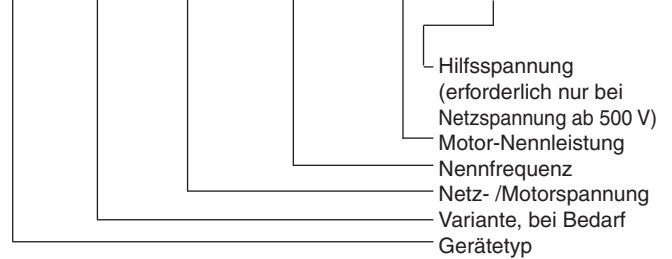 Hilfsspannung
(erforderlich nur bei
Netzspannung ab 500 V)
Motor-Nennleistung
Nennfrequenz
Netz- /Motorspannung
Variante, bei Bedarf
Gerätetyp